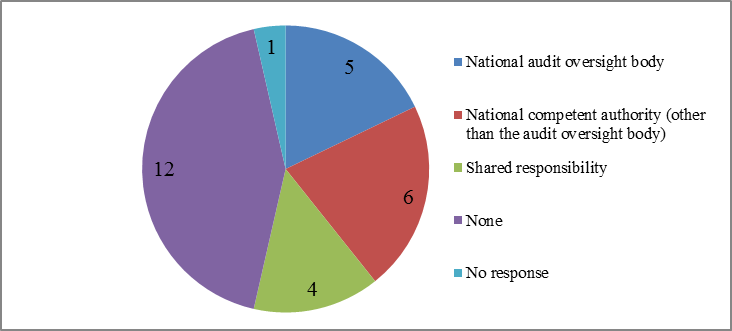 1
5
12
6
4
National audit oversight body
National competent authority (other
than the audit oversight body)
Shared responsibility
None
No response